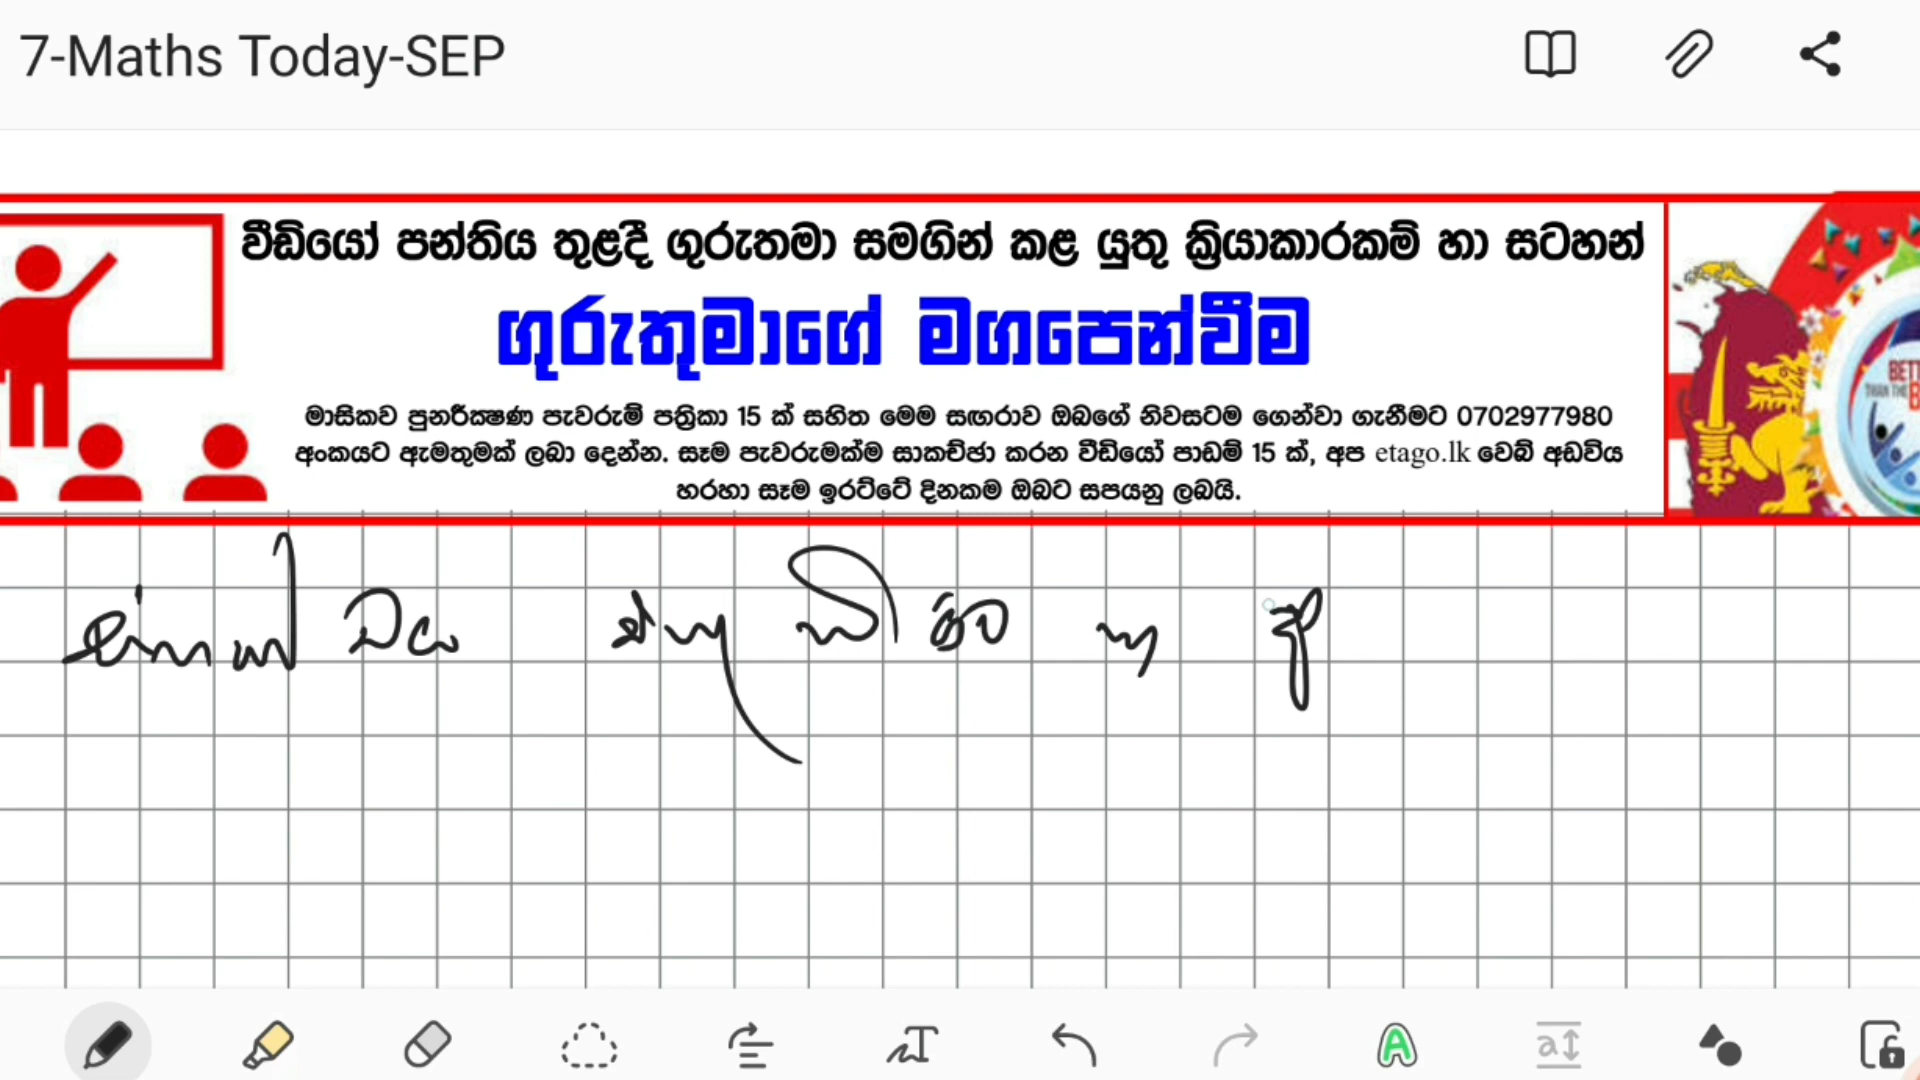 7-Maths Today-SEP
වීඩියෝ පන්තිය තුළදී ගුරුතමා සමගින් කළ යුතු ක්‍රියාකාරකම් හා සටහන්
ගුරුතුමාගේ මගපෙන්වීම
මාසිකව පුනරීක්ෂණ පැවරුම් පත්‍රිකා 15 ක් සහිත මෙම සඟරාව ඔබගේ නිවසටම ගෙන්වා ගැනීමට 0702977980
අංකයට ඇමතුමක් ලබා දෙන්න. සෑම පැවරුමක්ම සාකච්ඡා කරන වීඩියෝ පාඩම් 15 ක්, අප etago.lk වෙබ් අඩවිය
හරහා සෑම ඉරට්ටේ දිනකම ඔබට සපයනු ලබයි.